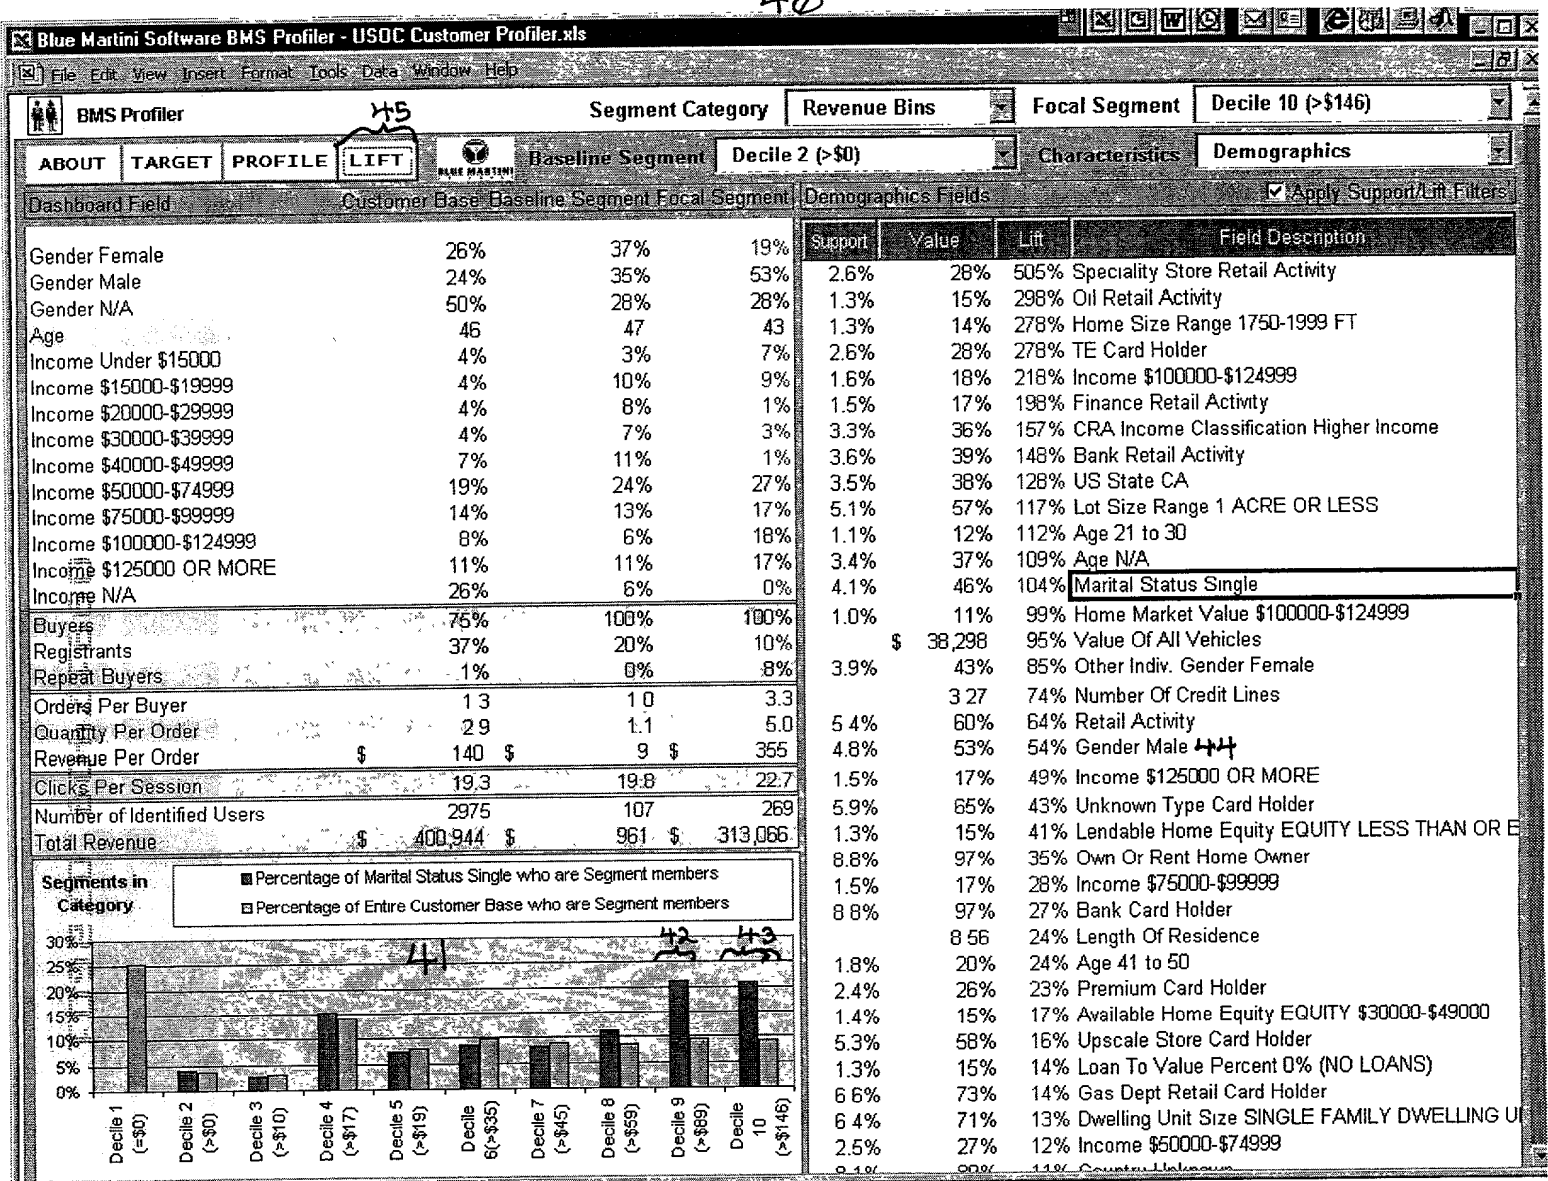 46
Blue Martini Software BMS Profiler - USOC Customer Profiler.xls
File Edit View Insert Format Tools Data Window Help
BMS Profiler 45 Segment Category Revenue Bins Focal Segment Decile 10 (>$146)
ABOUT TARGET PROFILE LIFT BLUE MARTINI Baseline Segment Decile 2 (>$0) Characteristics Demographics
Dashboard Field Customer Base Baseline Segment Focal Segment
Gender Female 26% 37% 19%
Gender Male 24% 35% 53%
Gender N/A 50% 28% 28%
Age 46 47 43
Income Under $15000 4% 3% 7%
Income $15000-$19999 4% 10% 9%
Income $20000-$29999 4% 8% 1%
Income $30000-$39999 4% 7% 3%
Income $40000-$49999 7% 11% 1%
Income $50000-$74999 19% 24% 27%
Income $75000-$99999 14% 13% 17%
Income $100000-$124999 8% 6% 18%
Income $125000 OR MORE 11% 11% 17%
Income N/A 26% 6% 0%
Buyers 75% 100% 100%
Registrants 37% 20% 10%
Repeat Buyers 1% 0% 8%
Orders Per Buyer 1 3 1 0 3.3
Quantity Per Order 2 9 1.1 5.0
Revenue Per Order $ 140 $ 9 $ 355
Clicks Per Session 19.3 19.8 22.7
Number of Identified Users 2975 107 269
Total Revenue $ 400,944 $ 961 $ 313,066
Segments in Category
Percentage of Marital Status Single who are Segment members
Percentage of Entire Customer Base who are Segment members
41 42 43
30%
25%
20%
15%
10%
5%
0%
Decile 1 (=$0)
Decile 2 (>$0)
Decile 3 (>$10)
Decile 4 (>$17)
Decile 5 (>$19)
Decile 6(>$35)
Decile 7 (>$45)
Decile 8 (>$59)
Decile 9 (>$89)
Decile 10 (>$146)
Demographics Fields Apply Support/Lift Filters
Support Value Lift Field Description
2.6% 28% 505% Speciality Store Retail Activity
1.3% 15% 298% Oil Retail Activity
1.3% 14% 278% Home Size Range 1750-1999 FT
2.6% 28% 278% TE Card Holder
1.6% 18% 218% Income $100000-$124999
1.5% 17% 198% Finance Retail Activity
3.3% 36% 157% CRA Income Classification Higher Income
3.6% 39% 148% Bank Retail Activity
3.5% 38% 128% US State CA
5.1% 57% 117% Lot Size Range 1 ACRE OR LESS
1.1% 12% 112% Age 21 to 30
3.4% 37% 109% Age N/A
4.1% 46% 104% Marital Status Single
1.0% 11% 99% Home Market Value $100000-$124999
$ 38,298 95% Value Of All Vehicles
3.9% 43% 85% Other Indiv. Gender Female
3 27 74% Number Of Credit Lines
5 4% 60% 64% Retail Activity
4.8% 53% 54% Gender Male 44
1.5% 17% 49% Income $125000 OR MORE
5.9% 65% 43% Unknown Type Card Holder
1.3% 15% 41% Lendable Home Equity EQUITY LESS THAN OR E
8.8% 97% 35% Own Or Rent Home Owner
1.5% 17% 28% Income $75000-$99999
8 8% 97% 27% Bank Card Holder
8 56 24% Length Of Residence
1.8% 20% 24% Age 41 to 50
2.4% 26% 23% Premium Card Holder
1.4% 15% 17% Available Home Equity EQUITY $30000-$49000
5.3% 58% 16% Upscale Store Card Holder
1.3% 15% 14% Loan To Value Percent 0% (NO LOANS)
6 6% 73% 14% Gas Dept Retail Card Holder
6 4% 71% 13% Dwelling Unit Size SINGLE FAMILY DWELLING U
2.5% 27% 12% Income $50000-$74999